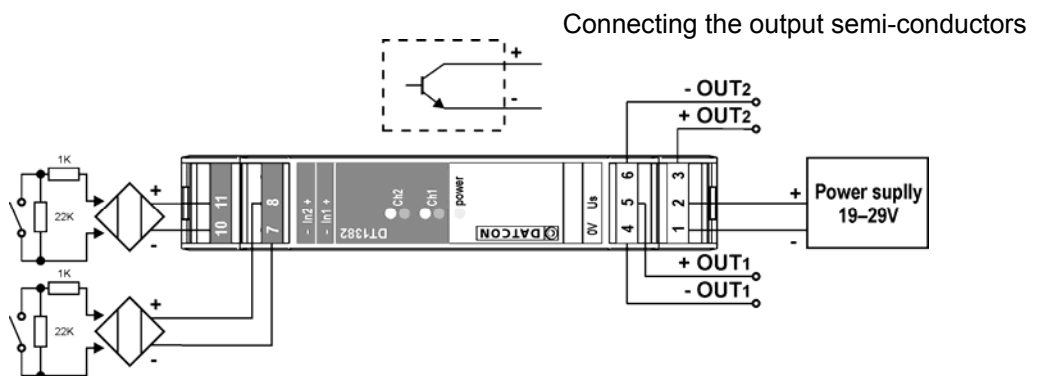 Connecting the output semi-conductors
+
-
- OUT2
+ OUT2
1K
22K
+
-
11
10
8
7
- In2 +
- In1 +
DT1382
Ch2
Ch1
power
DATCON
0V Us
6
5
4
3
2
1
+
-
Power suplly
19–29V
+ OUT1
- OUT1
1K
22K
+
-